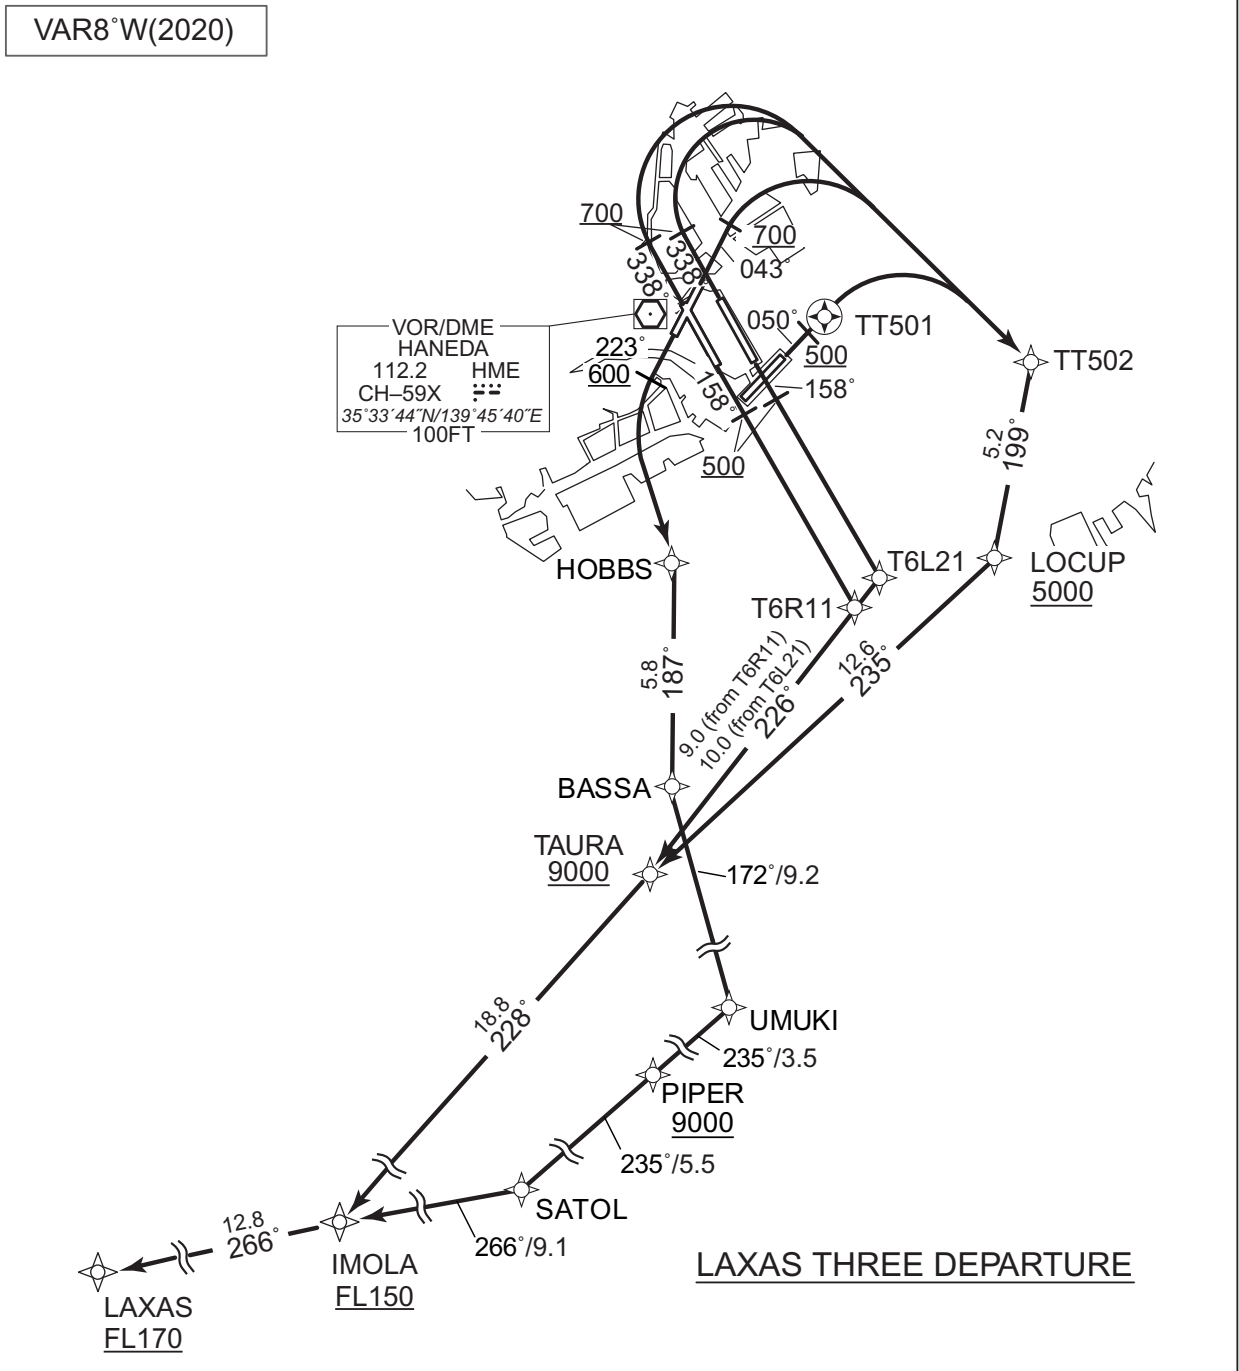 VAR8°W(2020)
700
700
338°
338°
043°
VOR/DME
HANEDA
112.2 HME
CH–59X
35°33′44″N/139°45′40″E
100FT
223°
600
050°
TT501
500
TT502
158°
158°
500
5.2
199°
HOBBS
T6L21
LOCUP
5000
T6R11
5.8
187°
9.0 (from T6R11)
10.0 (from T6L21)
226°
12.6
235°
BASSA
TAURA
9000
172°/9.2
18.8
228°
UMUKI
235°/3.5
PIPER
9000
235°/5.5
SATOL
266°/9.1
12.8
266°
IMOLA
FL150
LAXAS THREE DEPARTURE
LAXAS
FL170